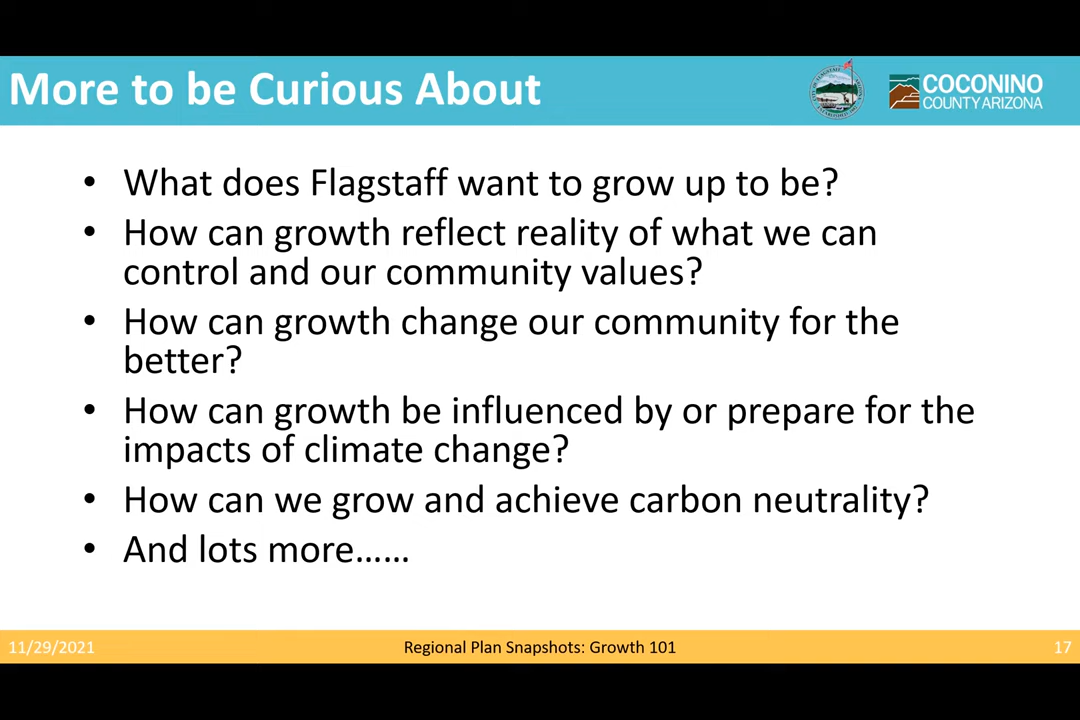 More to be Curious About
COCONINO
COUNTY ARIZONA
• What does Flagstaff want to grow up to be?
• How can growth reflect reality of what we can
control and our community values?
• How can growth change our community for the
better?
• How can growth be influenced by or prepare for the
impacts of climate change?
• How can we grow and achieve carbon neutrality?
• And lots more……
11/29/2021
Regional Plan Snapshots: Growth 101
17